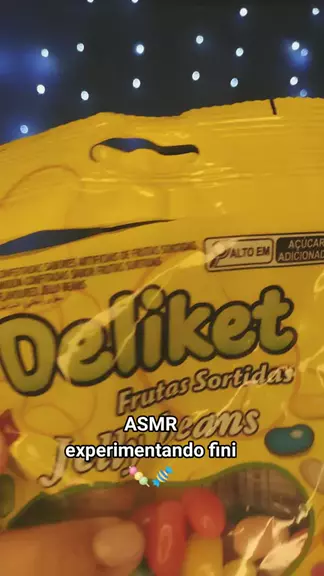 ALTO EM
AÇÚCAR
ADICIONADO
Deliket
Frutas Sortidas
Jelly beans
ASMR
experimentando fini